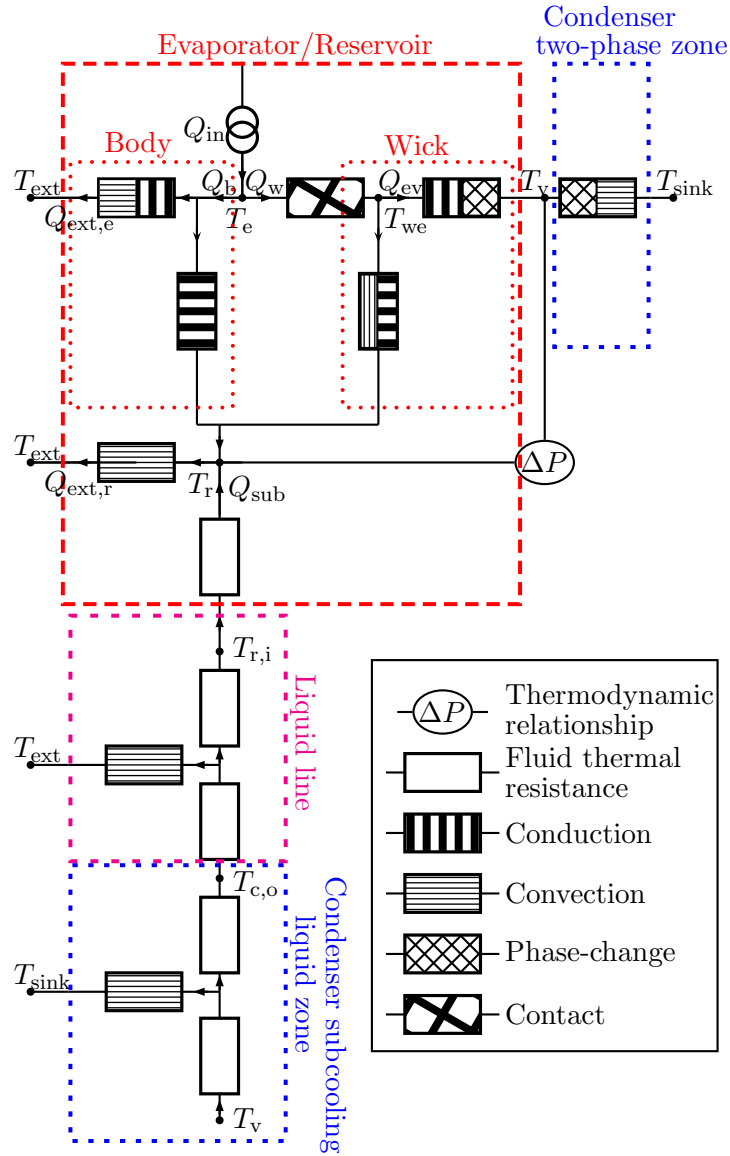 Condenser
two-phase zone
Evaporator/Reservoir
Q_in
Body
Wick
T_ext
Q_b
Q_w
Q_ev
T_v
T_sink
Q_ext,e
T_e
T_we
T_ext
Q_ext,r
T_r
Q_sub
ΔP
T_r,i
Liquid line
T_ext
T_c,o
Condenser subcooling
liquid zone
T_sink
T_v
ΔP
Thermodynamic
relationship
Fluid thermal
resistance
Conduction
Convection
Phase-change
Contact